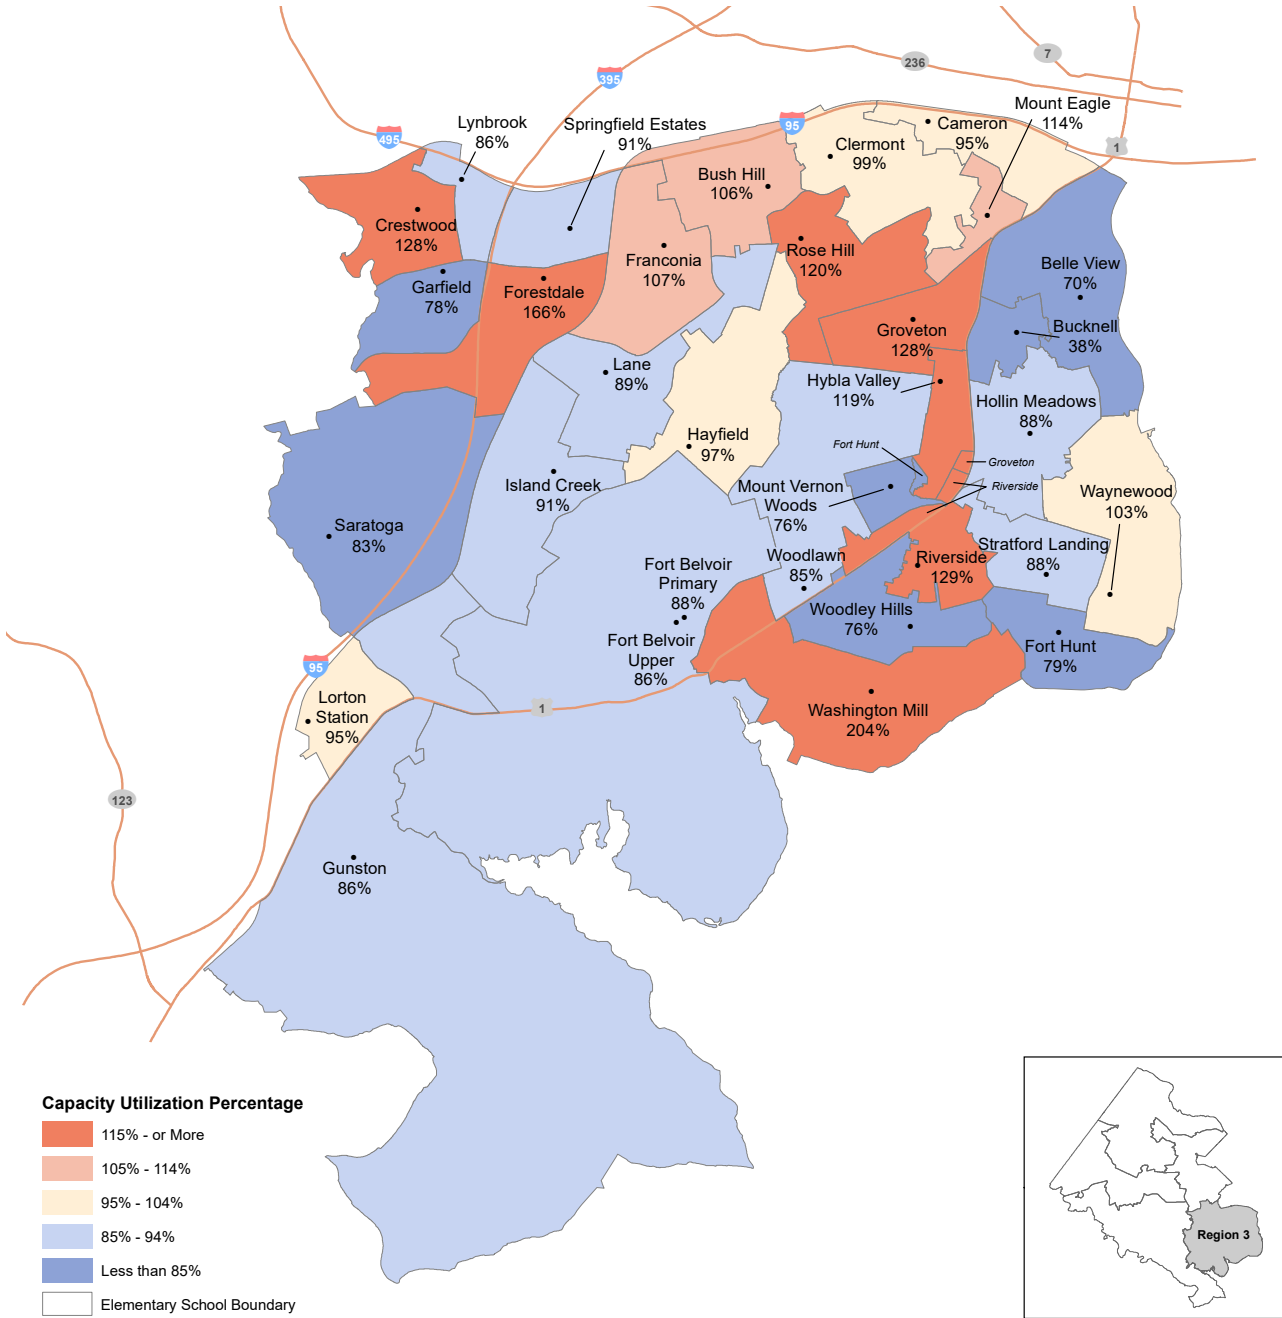 7
236
395
Mount Eagle
114%
Lynbrook
86%
Springfield Estates
91%
95
Cameron
95%
495
Clermont
99%
1
Bush Hill
106%
Crestwood
128%
Rose Hill
120%
Franconia
107%
Belle View
70%
Garfield
78%
Forestdale
166%
Groveton
128%
Bucknell
38%
Lane
89%
Hybla Valley
119%
Hollin Meadows
88%
Hayfield
97%
Fort Hunt
Groveton
Riverside
Island Creek
91%
Mount Vernon
Woods
76%
Waynewood
103%
Saratoga
83%
Woodlawn
85%
Riverside
129%
Stratford Landing
88%
Fort Belvoir
Primary
88%
Woodley Hills
76%
Fort Belvoir
Upper
86%
Fort Hunt
79%
95
Lorton
Station
95%
1
Washington Mill
204%
123
Gunston
86%
Capacity Utilization Percentage
115% - or More
105% - 114%
95% - 104%
85% - 94%
Less than 85%
Elementary School Boundary
Region 3